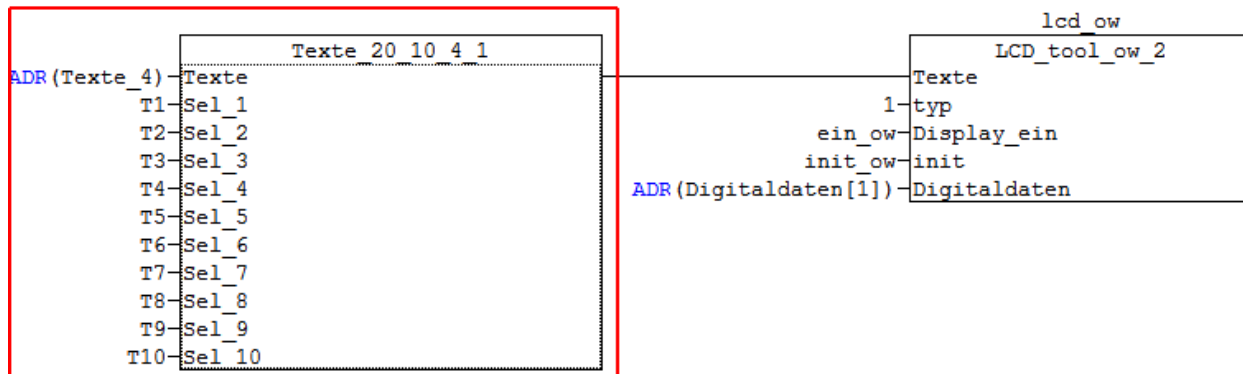 lcd_ow
Texte_20_10_4_1
LCD_tool_ow_2
ADR(Texte_4) Texte
Texte
T1 Sel_1
1 typ
T2 Sel_2
ein_ow Display_ein
T3 Sel_3
init_ow init
T4 Sel_4
ADR(Digitaldaten[1]) Digitaldaten
T5 Sel_5
T6 Sel_6
T7 Sel_7
T8 Sel_8
T9 Sel_9
T10 Sel_10